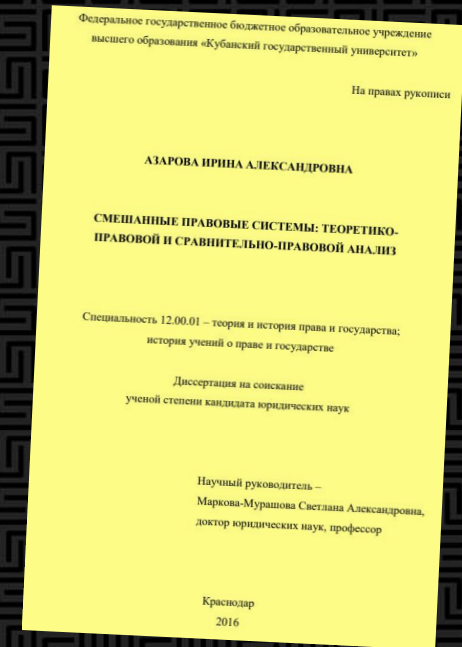 Федеральное государственное бюджетное образовательное учреждение
высшего образования «Кубанский государственный университет»
На правах рукописи
АЗАРОВА ИРИНА АЛЕКСАНДРОВНА
СМЕШАННЫЕ ПРАВОВЫЕ СИСТЕМЫ: ТЕОРЕТИКО-
ПРАВОВОЙ И СРАВНИТЕЛЬНО-ПРАВОВОЙ АНАЛИЗ
Специальность 12.00.01 – теория и история права и государства;
история учений о праве и государстве
Диссертация на соискание
ученой степени кандидата юридических наук
Научный руководитель –
Маркова-Мурашова Светлана Александровна,
доктор юридических наук, профессор
Краснодар
2016